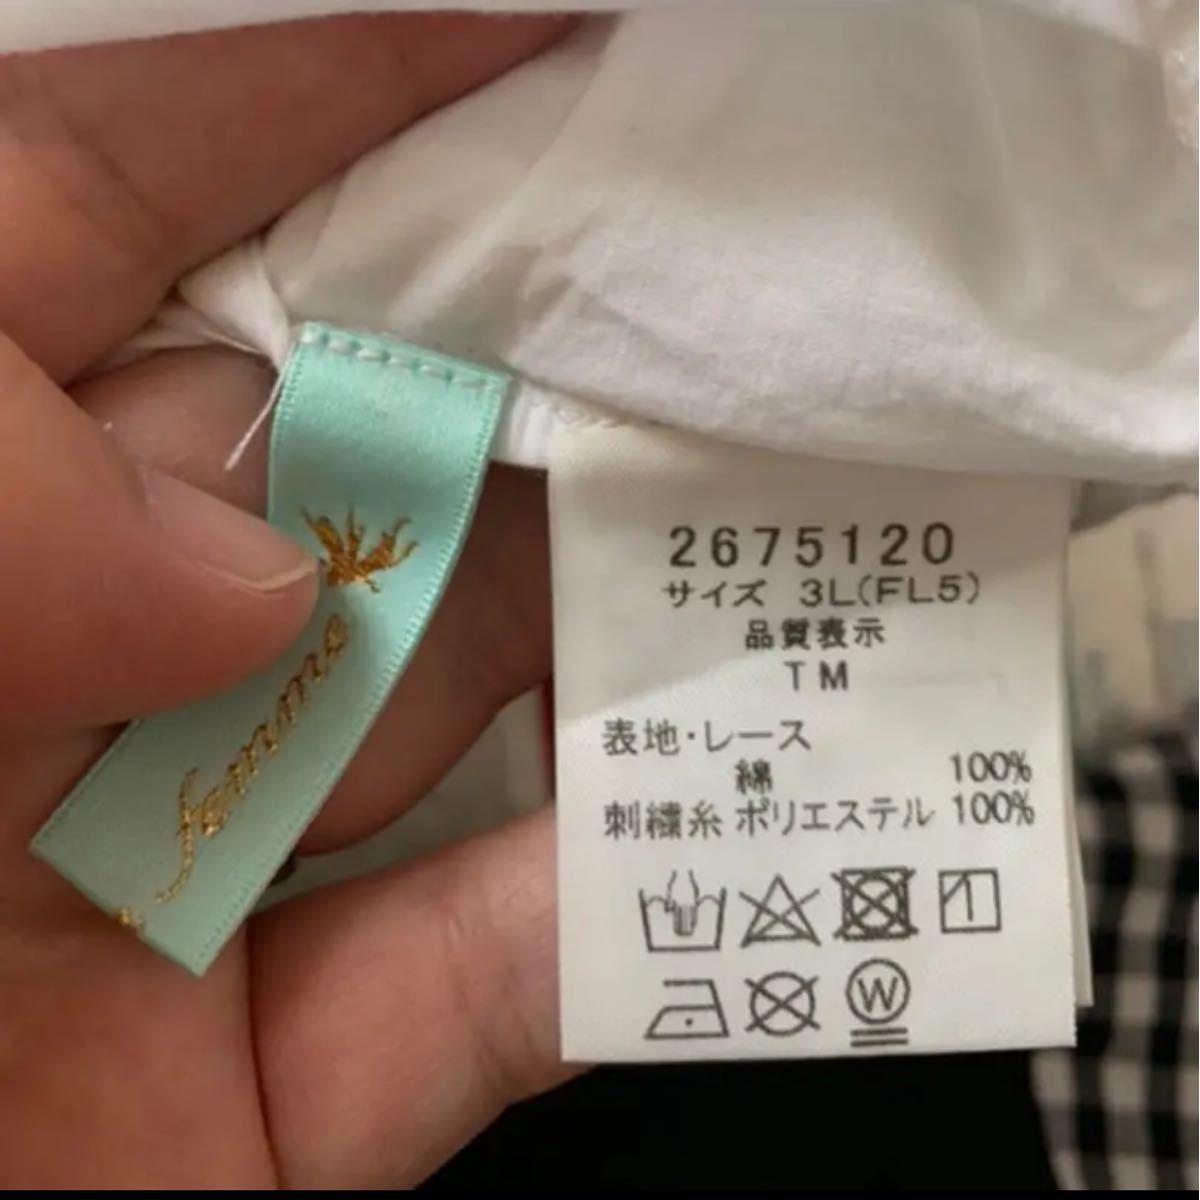 femme
2675120
サイズ 3L(FL5)
品質表示
TM
表地・レース
綿 100%
刺繍糸 ポリエステル 100%
W